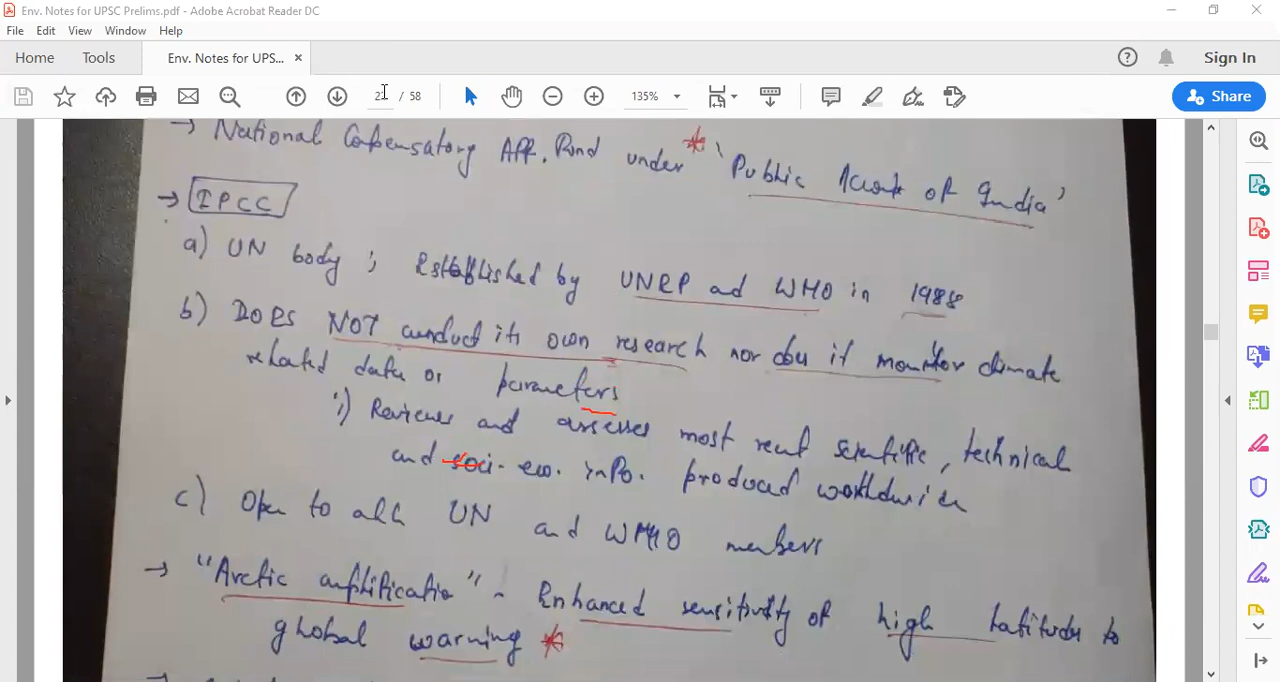 Env. Notes for UPSC Prelims.pdf - Adobe Acrobat Reader DC
File Edit View Window Help
Home Tools Env. Notes for UPS... × Sign In
/ 58 135% Share
→ National Compensatory Aff. Fund under * 'Public Account of India'
→ IPCC
a) UN body ; Established by UNEP and WMO in 1988
b) Does NOT conduct its own research nor does it monitor climate
related data or parameters
i) Reviews and assesses most recent scientific, technical
and soci-eco. info. produced worldwide
c) Open to all UN and WMO members
→ "Arctic amplification" - Enhanced sensitivity of high latitudes to
global warming *